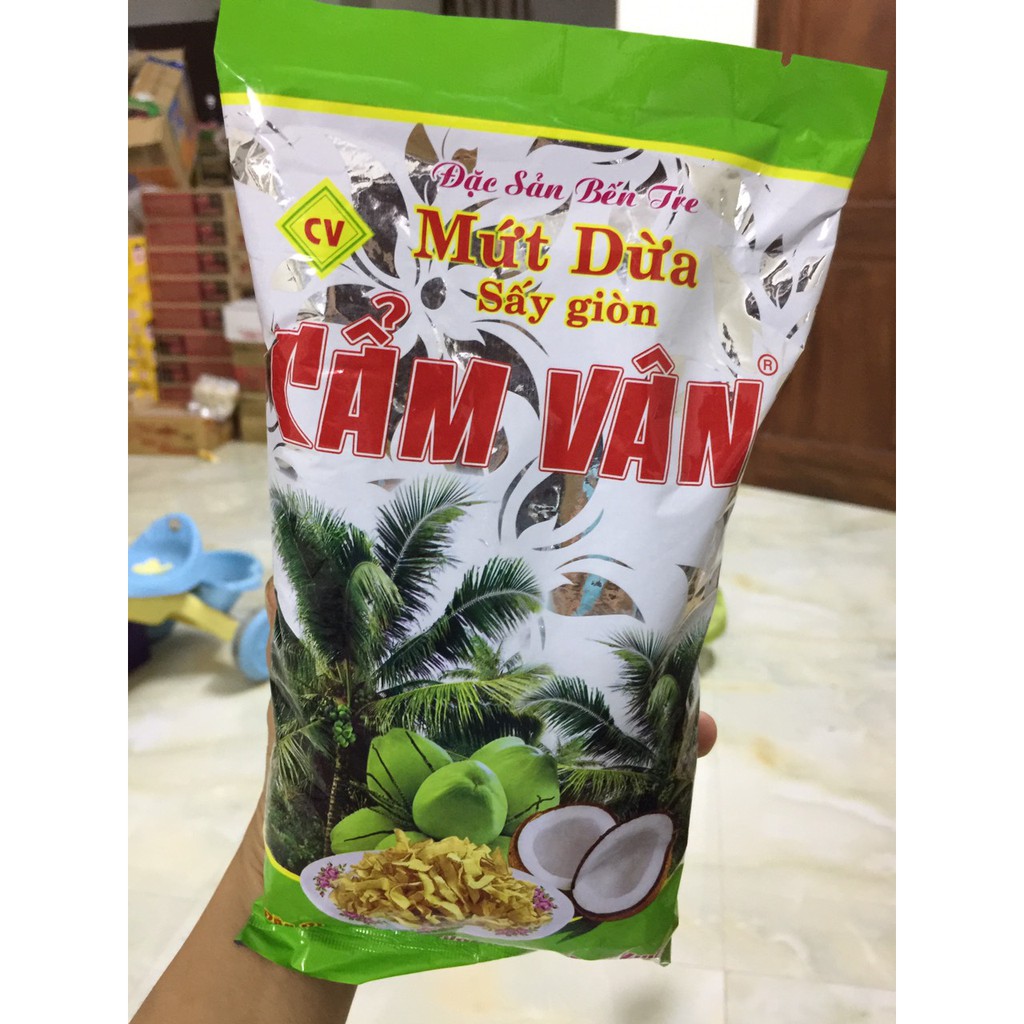 Đặc Sản Bến Tre
CV
Mứt Dừa
Sấy giòn
CẨM VÂN
®